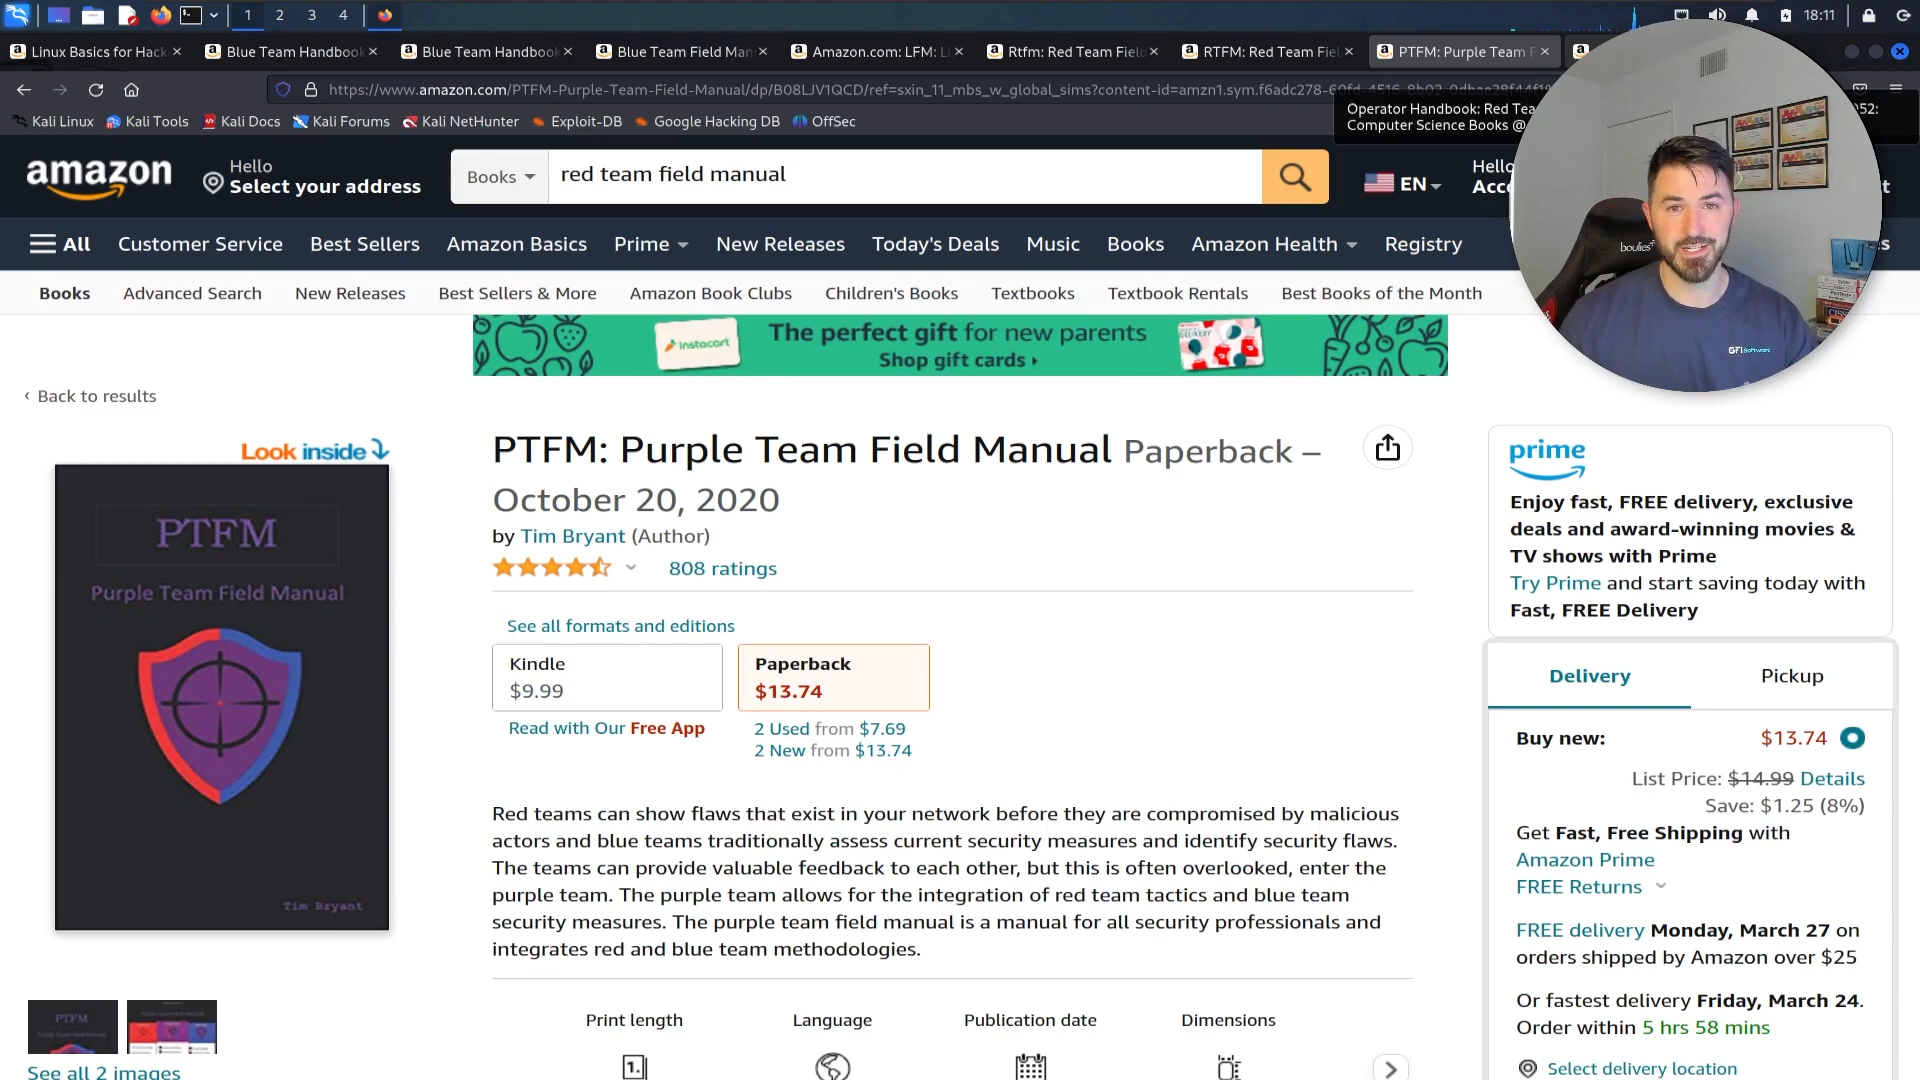 1 2 3 4 18:11
Linux Basics for Hack Blue Team Handbook Blue Team Handbook Blue Team Field Man Amazon.com: LFM: Li Rtfm: Red Team Field RTFM: Red Team Fiel PTFM: Purple Team F
https://www.amazon.com/PTFM-Purple-Team-Field-Manual/dp/B08LJV1QCD/ref=sxin_11_mbs_w_global_sims?content-id=amzn1.sym.f6adc278-60fd-4516-8b02-0dbae28f44f1
Kali Linux Kali Tools Kali Docs Kali Forums Kali NetHunter Exploit-DB Google Hacking DB OffSec
Operator Handbook: Red Tea 052:
Computer Science Books @
amazon
Hello
Select your address
Books red team field manual
EN
Hello
Acc
All Customer Service Best Sellers Amazon Basics Prime New Releases Today's Deals Music Books Amazon Health Registry
boulies
GFI Software
Books Advanced Search New Releases Best Sellers & More Amazon Book Clubs Children's Books Textbooks Textbook Rentals Best Books of the Month
instacart
The perfect gift for new parents
Shop gift cards ›
‹ Back to results
Look inside
PTFM
Purple Team Field Manual
Tim Bryant
See all 2 images
PTFM: Purple Team Field Manual Paperback –
October 20, 2020
by Tim Bryant (Author)
808 ratings
See all formats and editions
Kindle
$9.99
Read with Our Free App
Paperback
$13.74
2 Used from $7.69
2 New from $13.74
Red teams can show flaws that exist in your network before they are compromised by malicious
actors and blue teams traditionally assess current security measures and identify security flaws.
The teams can provide valuable feedback to each other, but this is often overlooked, enter the
purple team. The purple team allows for the integration of red team tactics and blue team
security measures. The purple team field manual is a manual for all security professionals and
integrates red and blue team methodologies.
Print length Language Publication date Dimensions
prime
Enjoy fast, FREE delivery, exclusive
deals and award-winning movies &
TV shows with Prime
Try Prime and start saving today with
Fast, FREE Delivery
Delivery Pickup
Buy new: $13.74
List Price: $14.99 Details
Save: $1.25 (8%)
Get Fast, Free Shipping with
Amazon Prime
FREE Returns
FREE delivery Monday, March 27 on
orders shipped by Amazon over $25
Or fastest delivery Friday, March 24.
Order within 5 hrs 58 mins
Select delivery location